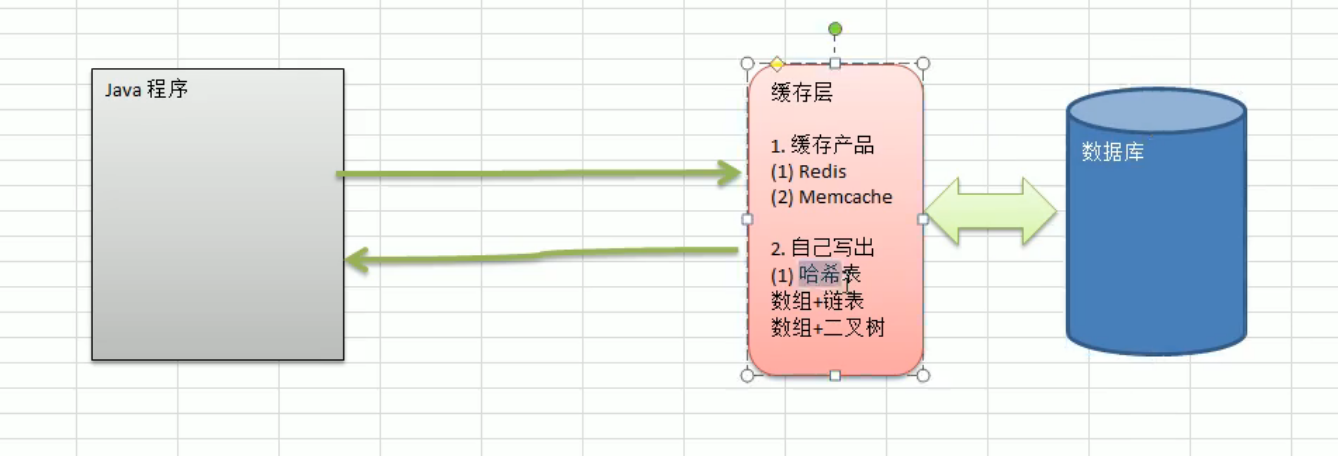 Java 程序
缓存层
1. 缓存产品
(1) Redis
(2) Memcache
2. 自己写出
(1) 哈希表
数组+链表
数组+二叉树
数据库